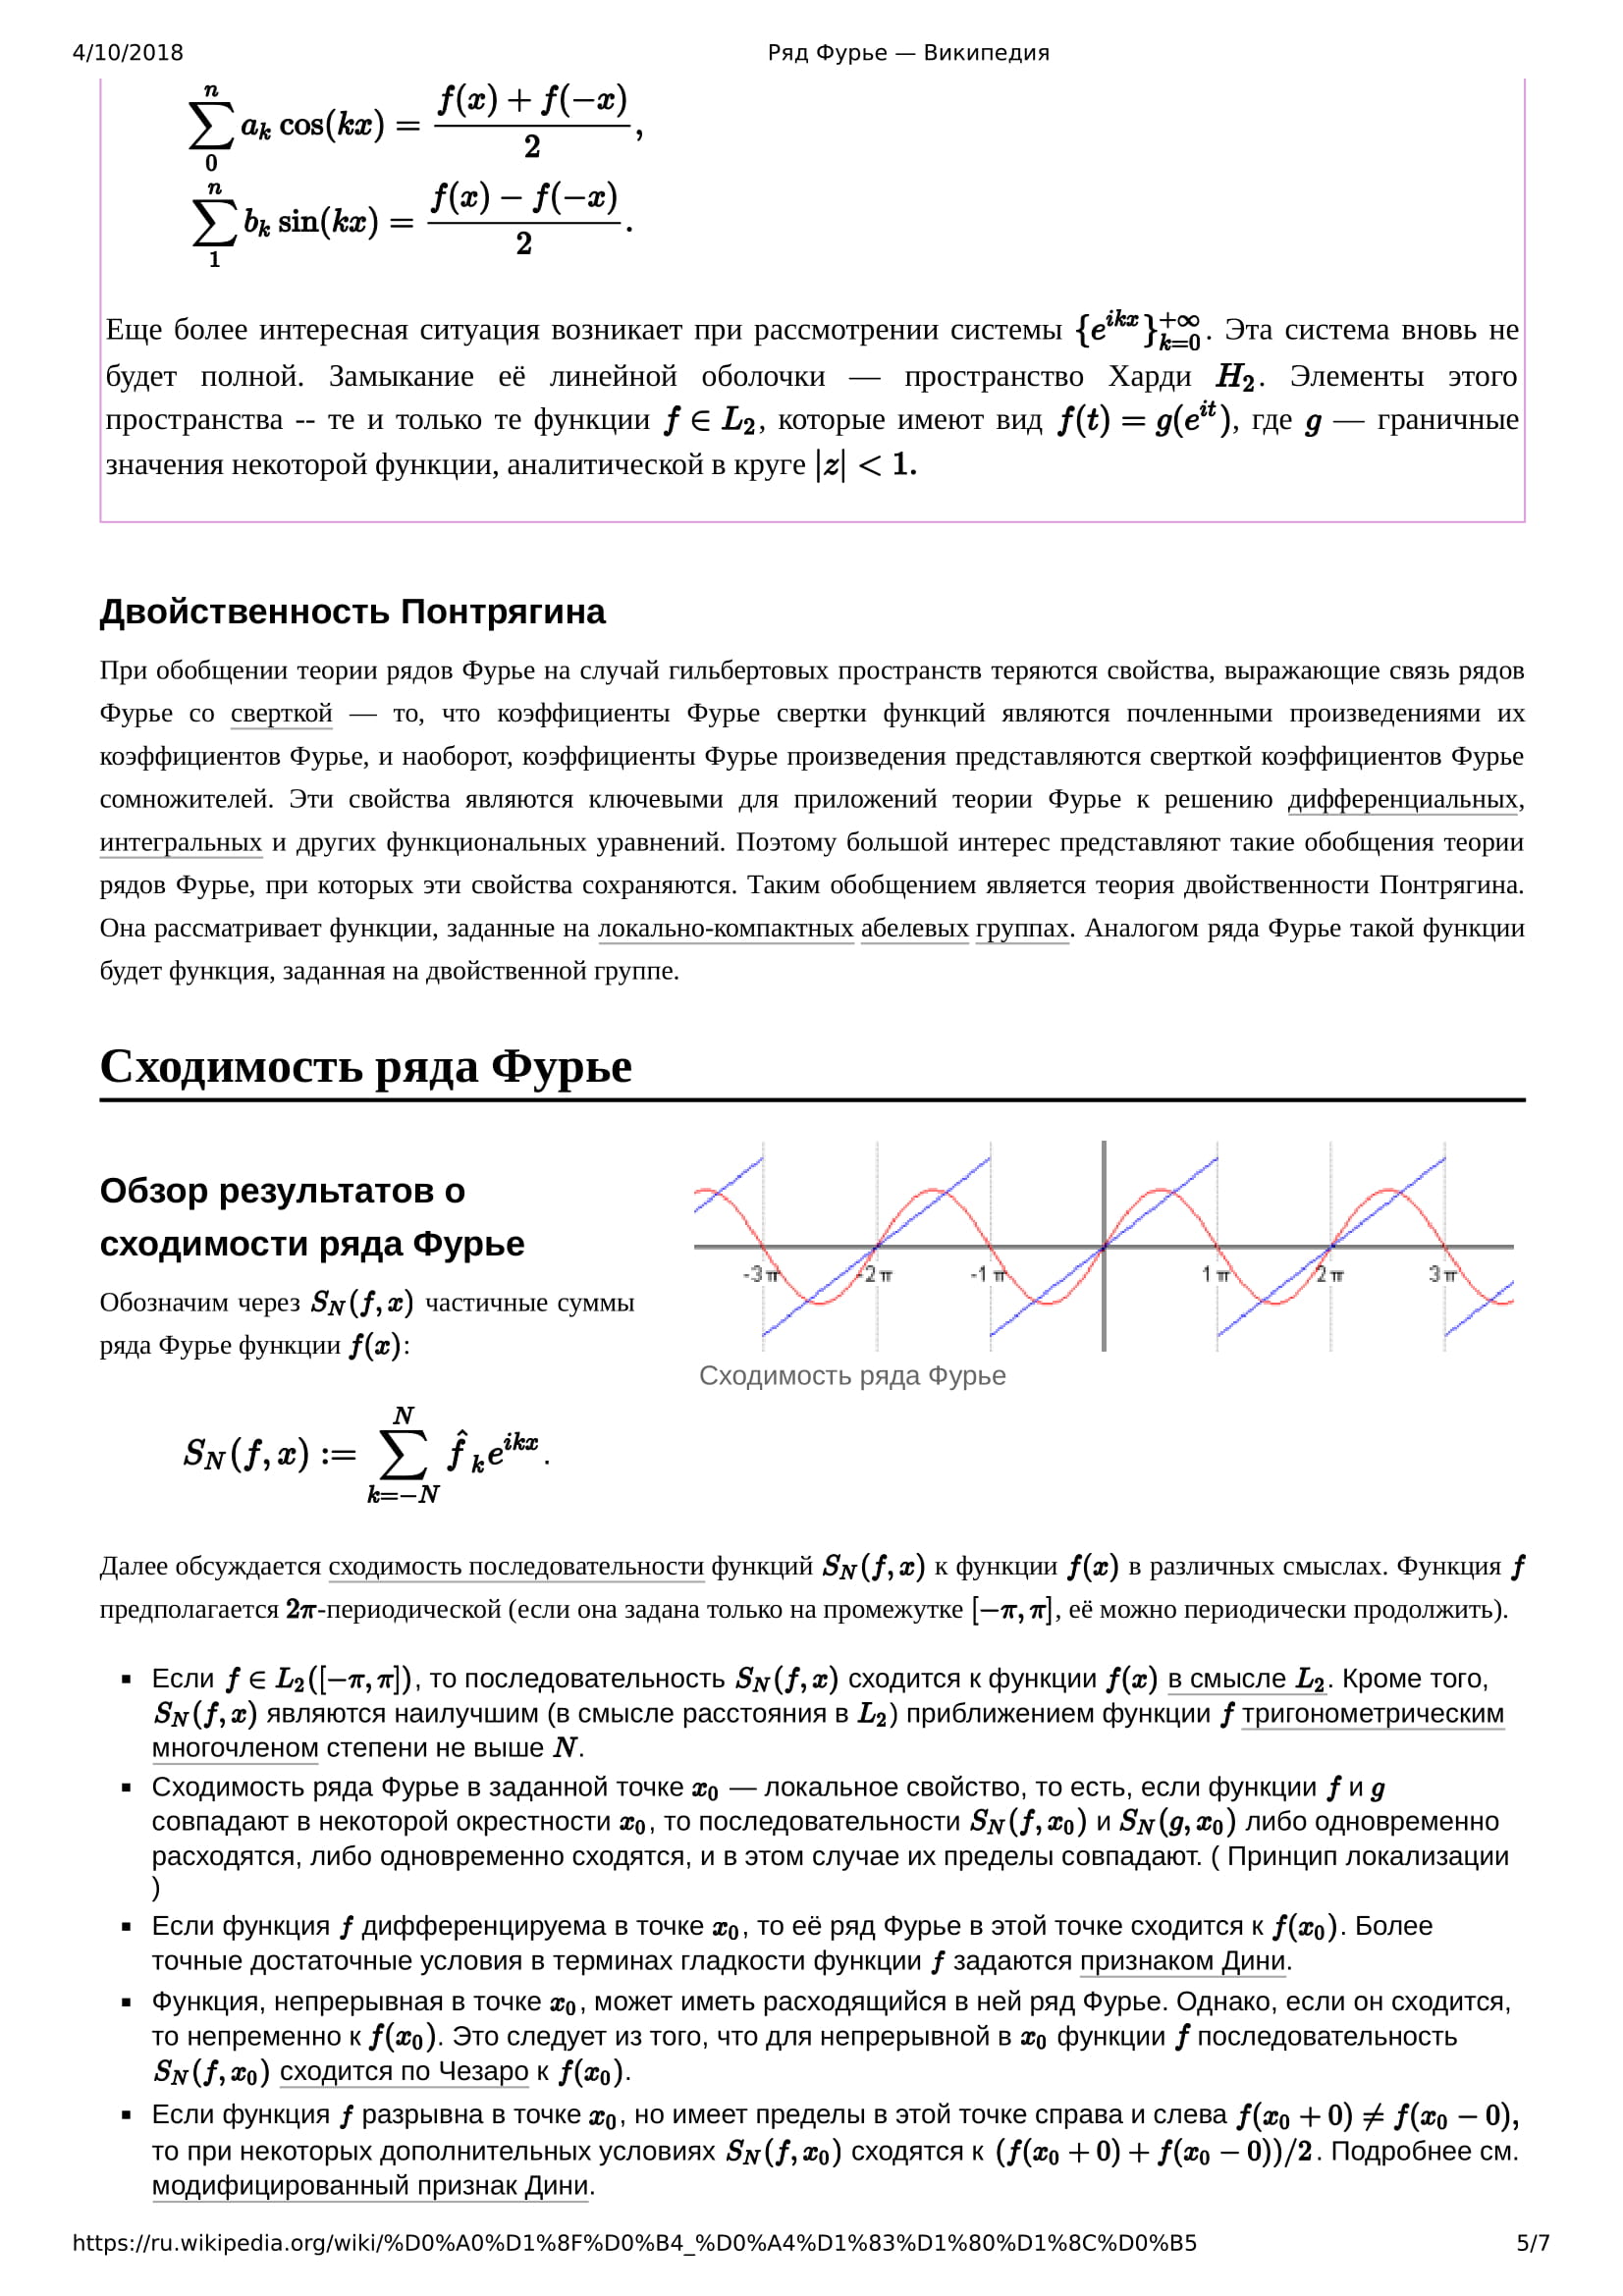 4/10/2018 Ряд Фурье — Википедия
\sum_{0}^{n} a_k \cos(kx) = \frac{f(x) + f(-x)}{2},
\sum_{1}^{n} b_k \sin(kx) = \frac{f(x) - f(-x)}{2}.
Еще более интересная ситуация возникает при рассмотрении системы \{e^{ikx}\}_{k=0}^{+\infty}. Эта система вновь не
будет полной. Замыкание её линейной оболочки — пространство Харди H_2. Элементы этого
пространства -- те и только те функции f ∈ L_2, которые имеют вид f(t) = g(e^{it}), где g — граничные
значения некоторой функции, аналитической в круге |z| < 1.
Двойственность Понтрягина
При обобщении теории рядов Фурье на случай гильбертовых пространств теряются свойства, выражающие связь рядов
Фурье со сверткой — то, что коэффициенты Фурье свертки функций являются почленными произведениями их
коэффициентов Фурье, и наоборот, коэффициенты Фурье произведения представляются сверткой коэффициентов Фурье
сомножителей. Эти свойства являются ключевыми для приложений теории Фурье к решению дифференциальных,
интегральных и других функциональных уравнений. Поэтому большой интерес представляют такие обобщения теории
рядов Фурье, при которых эти свойства сохраняются. Таким обобщением является теория двойственности Понтрягина.
Она рассматривает функции, заданные на локально-компактных абелевых группах. Аналогом ряда Фурье такой функции
будет функция, заданная на двойственной группе.
Сходимость ряда Фурье
Обзор результатов о
сходимости ряда Фурье
Обозначим через S_N(f, x) частичные суммы
ряда Фурье функции f(x):
-3π -2π -1π 1π 2π 3π
Сходимость ряда Фурье
S_N(f, x) := \sum_{k=-N}^{N} \hat{f}_k e^{ikx}.
Далее обсуждается сходимость последовательности функций S_N(f, x) к функции f(x) в различных смыслах. Функция f
предполагается 2π-периодической (если она задана только на промежутке [−π, π], её можно периодически продолжить).
▪ Если f ∈ L_2([−π, π]), то последовательность S_N(f, x) сходится к функции f(x) в смысле L_2. Кроме того,
S_N(f, x) являются наилучшим (в смысле расстояния в L_2) приближением функции f тригонометрическим
многочленом степени не выше N.
▪ Сходимость ряда Фурье в заданной точке x_0 — локальное свойство, то есть, если функции f и g
совпадают в некоторой окрестности x_0, то последовательности S_N(f, x_0) и S_N(g, x_0) либо одновременно
расходятся, либо одновременно сходятся, и в этом случае их пределы совпадают. ( Принцип локализации
)
▪ Если функция f дифференцируема в точке x_0, то её ряд Фурье в этой точке сходится к f(x_0). Более
точные достаточные условия в терминах гладкости функции f задаются признаком Дини.
▪ Функция, непрерывная в точке x_0, может иметь расходящийся в ней ряд Фурье. Однако, если он сходится,
то непременно к f(x_0). Это следует из того, что для непрерывной в x_0 функции f последовательность
S_N(f, x_0) сходится по Чезаро к f(x_0).
▪ Если функция f разрывна в точке x_0, но имеет пределы в этой точке справа и слева f(x_0 + 0) ≠ f(x_0 − 0),
то при некоторых дополнительных условиях S_N(f, x_0) сходятся к (f(x_0 + 0) + f(x_0 − 0))/2. Подробнее см.
модифицированный признак Дини.
https://ru.wikipedia.org/wiki/%D0%A0%D1%8F%D0%B4_%D0%A4%D1%83%D1%80%D1%8C%D0%B5 5/7